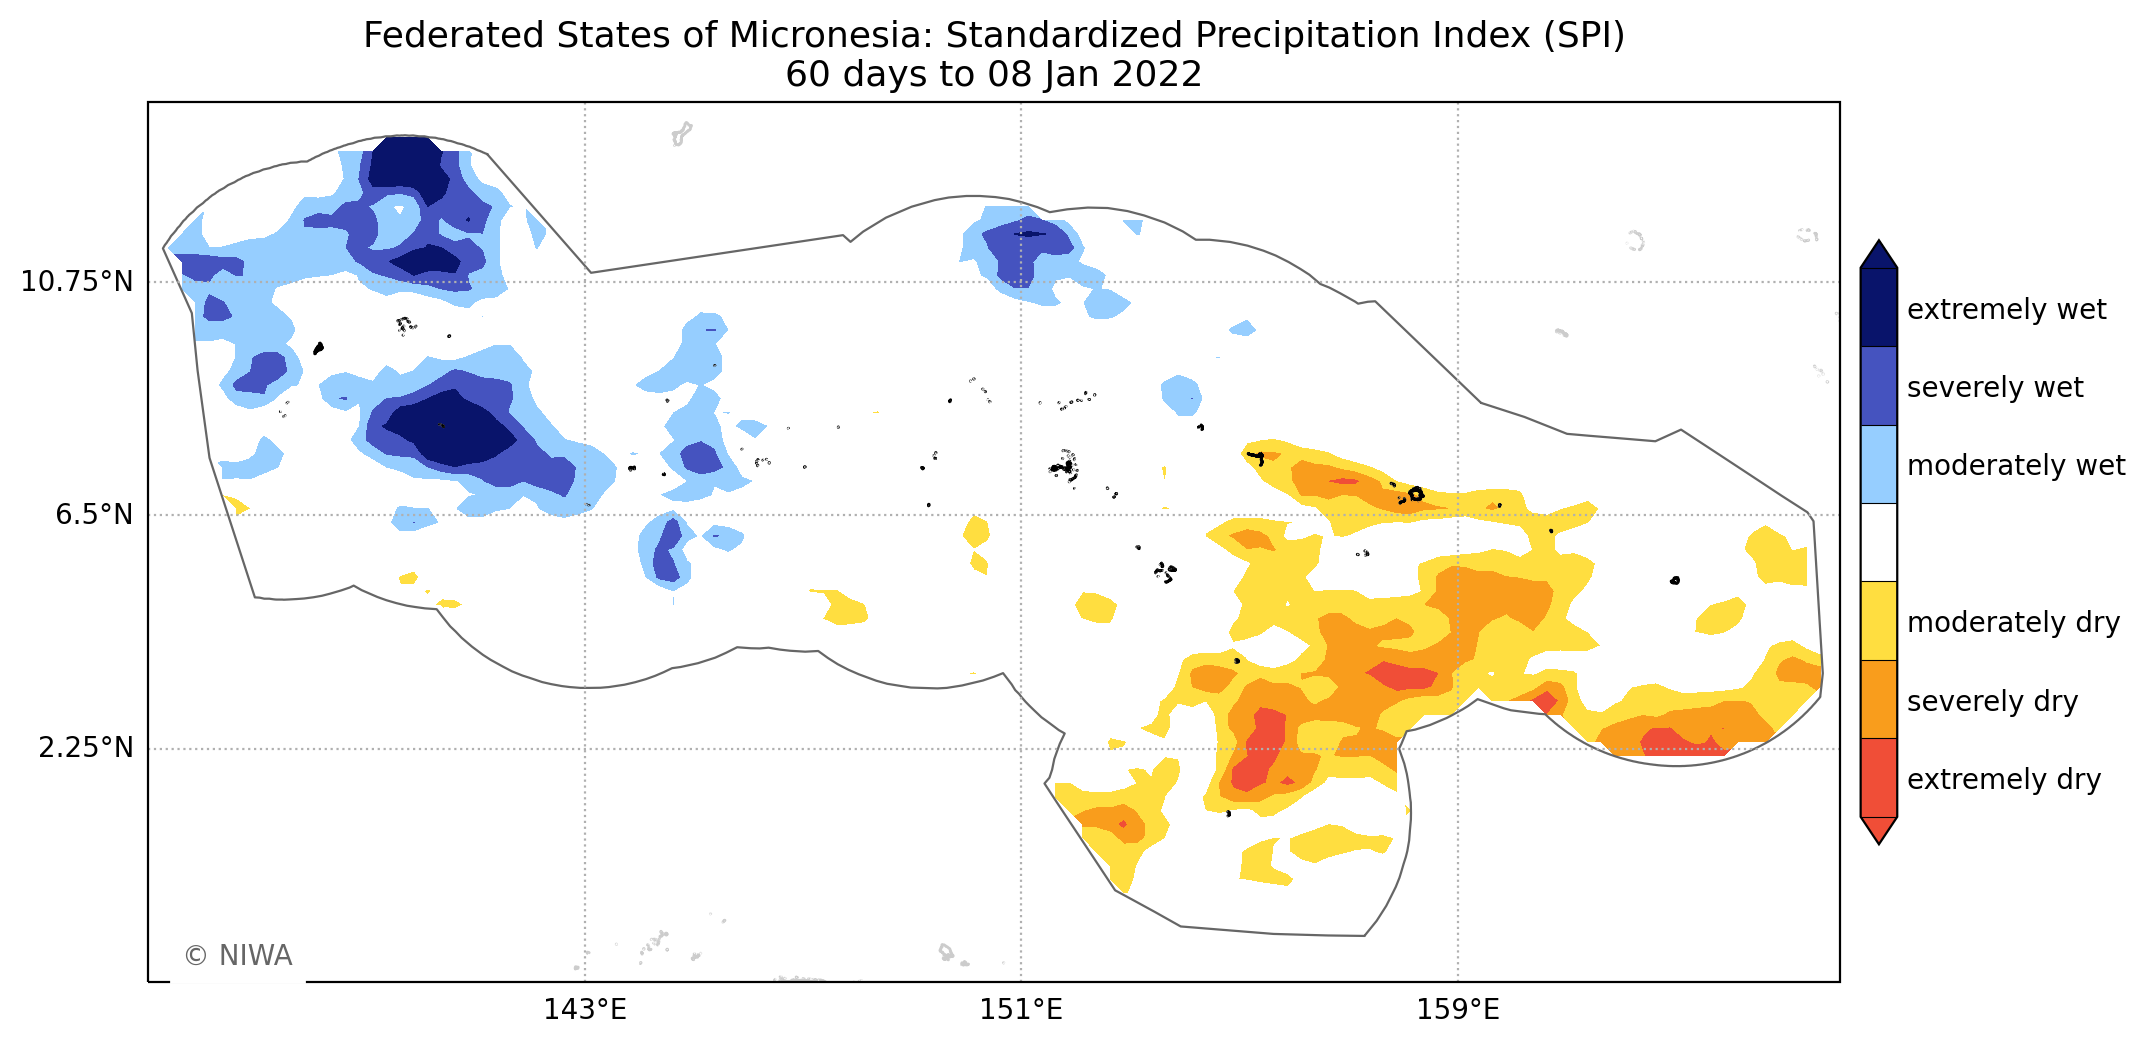 Federated States of Micronesia: Standardized Precipitation Index (SPI)
60 days to 08 Jan 2022
10.75°N
6.5°N
2.25°N
143°E
151°E
159°E
extremely wet
severely wet
moderately wet
moderately dry
severely dry
extremely dry
© NIWA